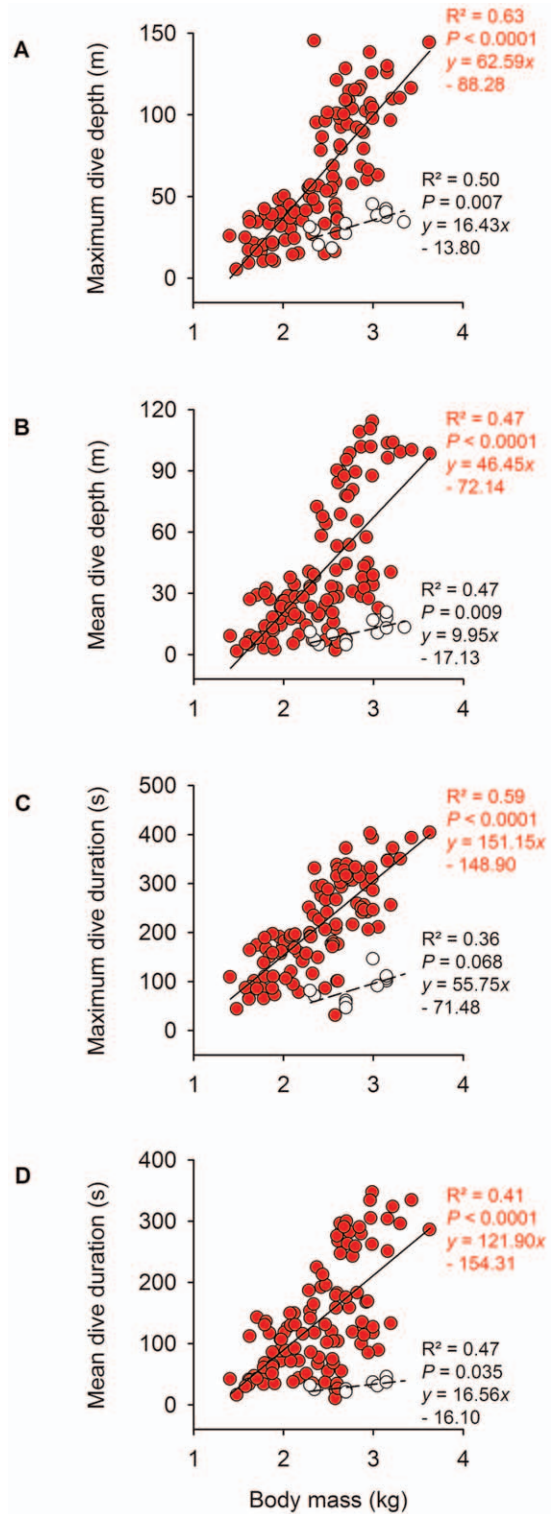 A
Maximum dive depth (m)
150
100
50
0
1 2 3 4
R² = 0.63
P < 0.0001
y = 62.59x
- 88.28
R² = 0.50
P = 0.007
y = 16.43x
- 13.80
B
Mean dive depth (m)
120
90
60
30
0
1 2 3 4
R² = 0.47
P < 0.0001
y = 46.45x
- 72.14
R² = 0.47
P = 0.009
y = 9.95x
- 17.13
C
Maximum dive duration (s)
500
400
300
200
100
0
1 2 3 4
R² = 0.59
P < 0.0001
y = 151.15x
- 148.90
R² = 0.36
P = 0.068
y = 55.75x
- 71.48
D
Mean dive duration (s)
400
300
200
100
0
1 2 3 4
R² = 0.41
P < 0.0001
y = 121.90x
- 154.31
R² = 0.47
P = 0.035
y = 16.56x
- 16.10
Body mass (kg)